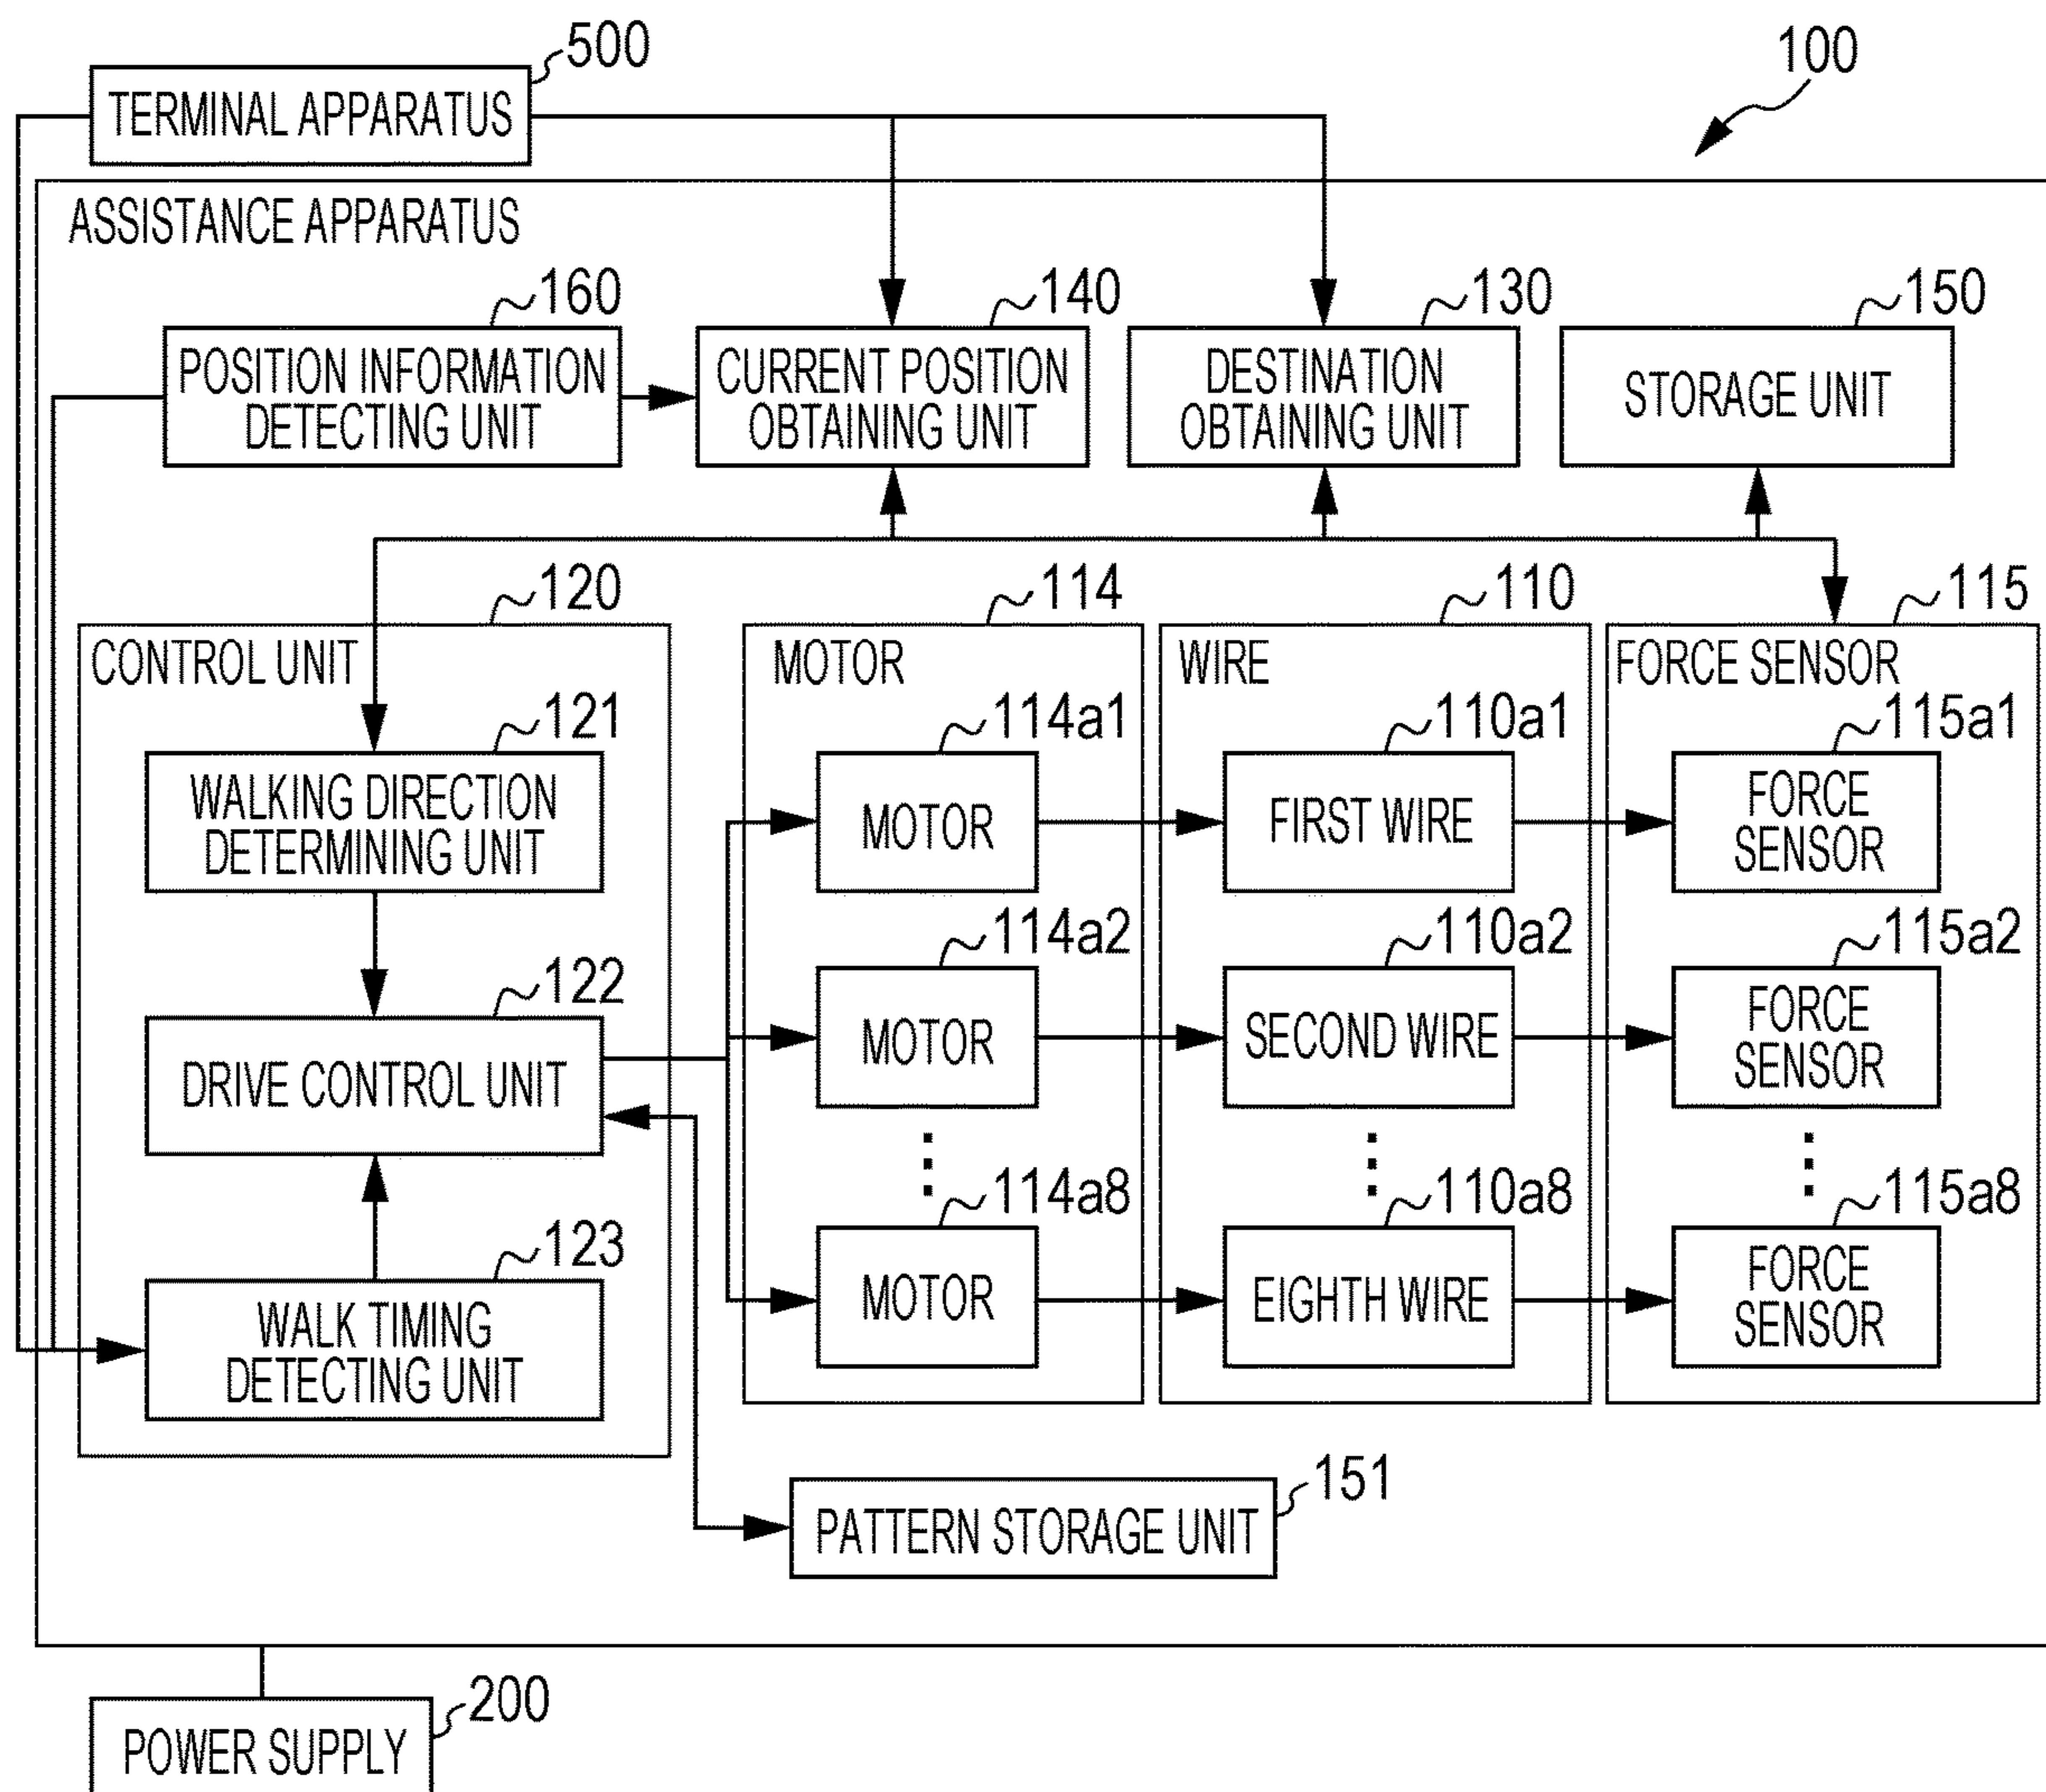 500
100
TERMINAL APPARATUS
ASSISTANCE APPARATUS
160
140
130
150
POSITION INFORMATION
DETECTING UNIT
CURRENT POSITION
OBTAINING UNIT
DESTINATION
OBTAINING UNIT
STORAGE UNIT
120
114
110
115
CONTROL UNIT
MOTOR
WIRE
FORCE SENSOR
121
114a1
110a1
115a1
WALKING DIRECTION
DETERMINING UNIT
MOTOR
FIRST WIRE
FORCE
SENSOR
122
114a2
110a2
115a2
DRIVE CONTROL UNIT
MOTOR
SECOND WIRE
FORCE
SENSOR
123
114a8
110a8
115a8
WALK TIMING
DETECTING UNIT
MOTOR
EIGHTH WIRE
FORCE
SENSOR
151
PATTERN STORAGE UNIT
200
POWER SUPPLY